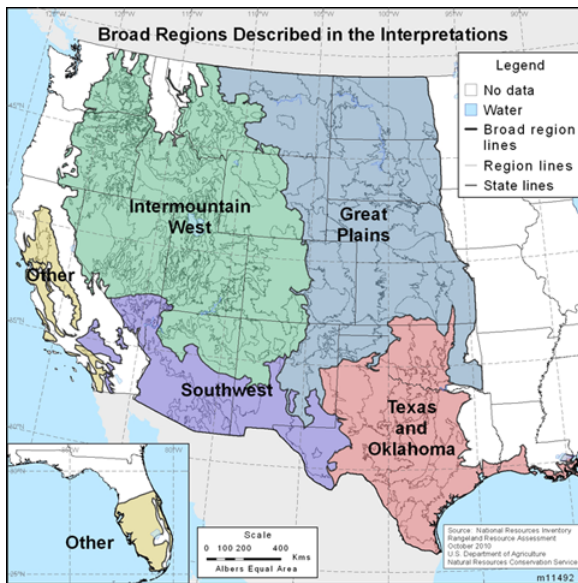 Broad Regions Described in the Interpretations
Legend
No data
Water
Broad region
lines
Region lines
State lines
Intermountain
West
Great
Plains
Other
Southwest
Texas
and
Oklahoma
Other
Scale
0 100 200 400
Kms
Albers Equal Area
Source: National Resources Inventory
Rangeland Resource Assessment
October 2010
U.S. Department of Agriculture
Natural Resources Conservation Service
m11492